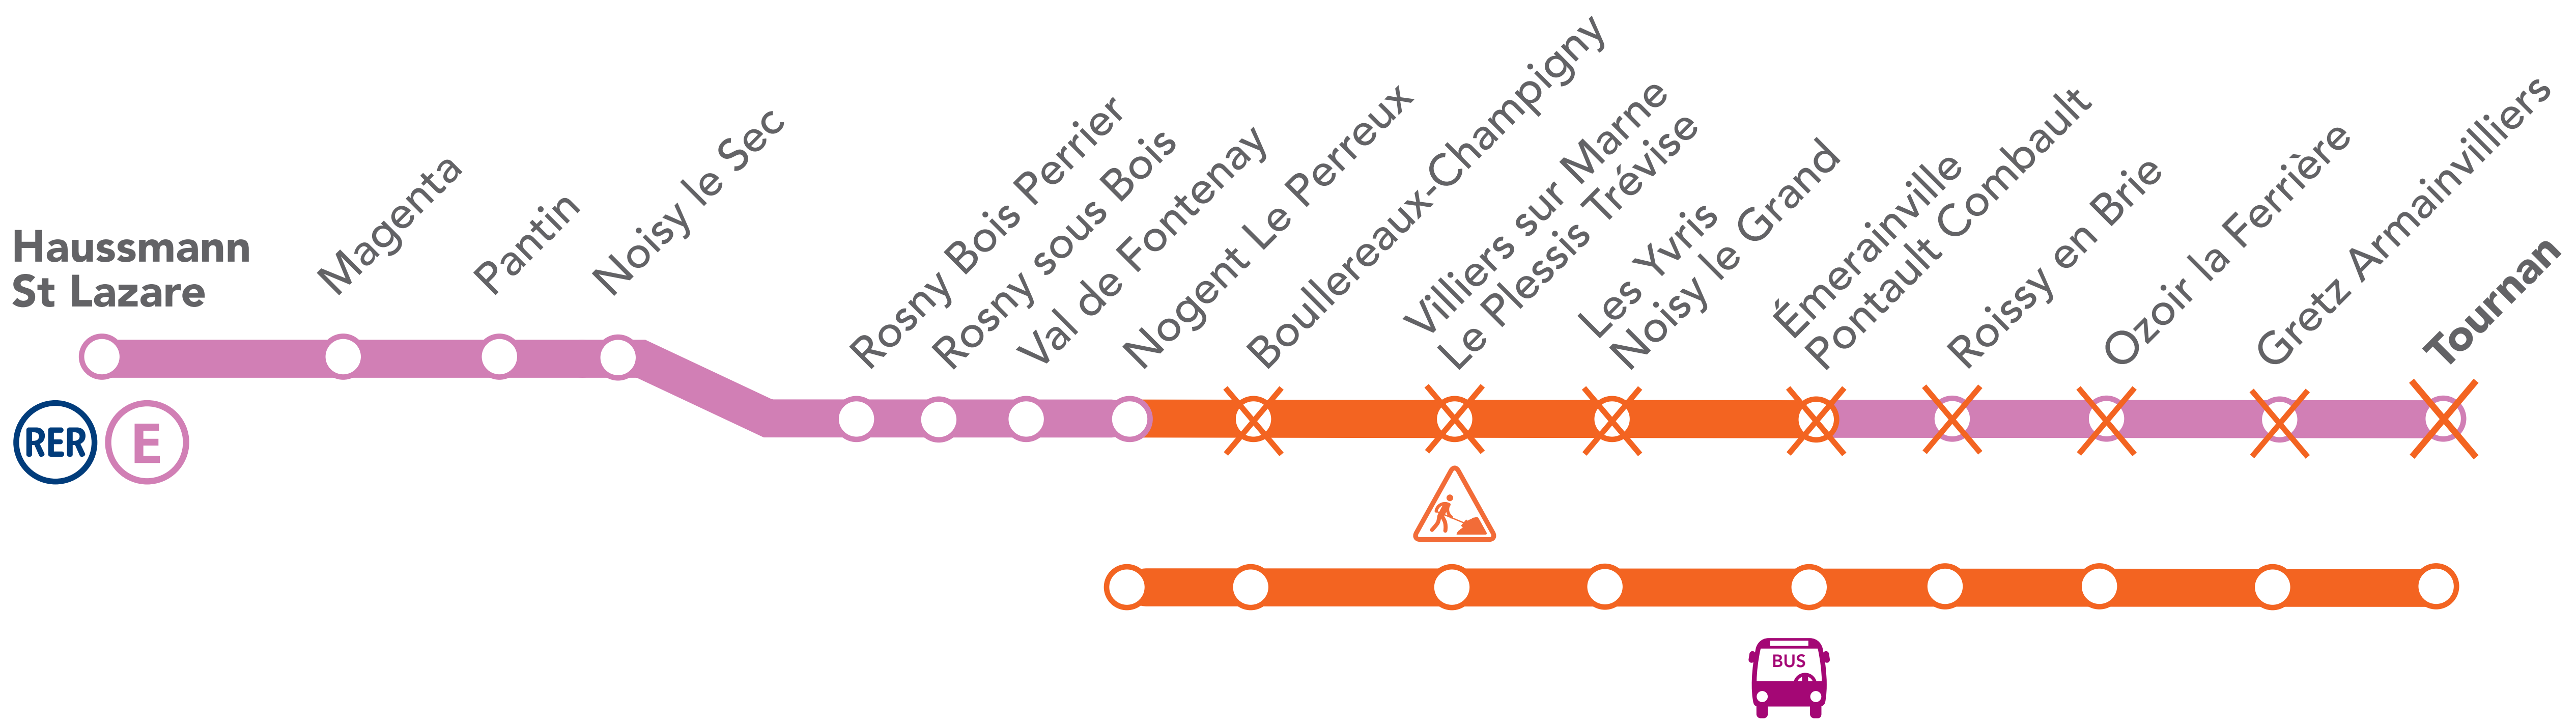 Haussmann
St Lazare
Magenta
Pantin
Noisy le Sec
Rosny Bois Perrier
Rosny sous Bois
Val de Fontenay
Nogent Le Perreux
Boullereaux-Champigny
Villiers sur Marne
Le Plessis Trévise
Les Yvris
Noisy le Grand
Émerainville
Pontault Combault
Roissy en Brie
Ozoir la Ferrière
Gretz Armainvilliers
Tournan
RER E
BUS